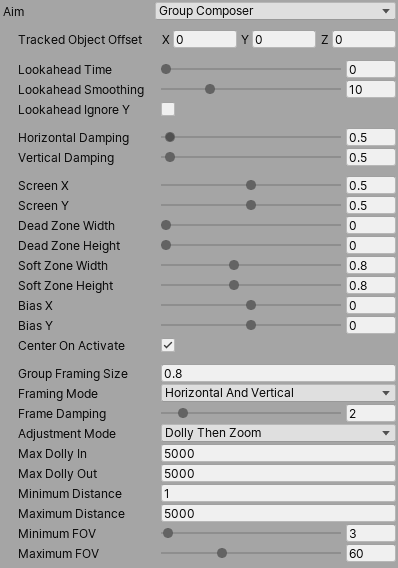 Aim Group Composer
Tracked Object Offset X 0 Y 0 Z 0
Lookahead Time 0
Lookahead Smoothing 10
Lookahead Ignore Y
Horizontal Damping 0.5
Vertical Damping 0.5
Screen X 0.5
Screen Y 0.5
Dead Zone Width 0
Dead Zone Height 0
Soft Zone Width 0.8
Soft Zone Height 0.8
Bias X 0
Bias Y 0
Center On Activate
Group Framing Size 0.8
Framing Mode Horizontal And Vertical
Frame Damping 2
Adjustment Mode Dolly Then Zoom
Max Dolly In 5000
Max Dolly Out 5000
Minimum Distance 1
Maximum Distance 5000
Minimum FOV 3
Maximum FOV 60